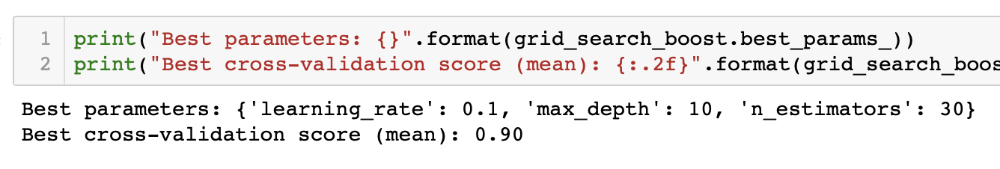 1 print("Best parameters: {}".format(grid_search_boost.best_params_))
2 print("Best cross-validation score (mean): {:.2f}".format(grid_search_boos
Best parameters: {'learning_rate': 0.1, 'max_depth': 10, 'n_estimators': 30}
Best cross-validation score (mean): 0.90